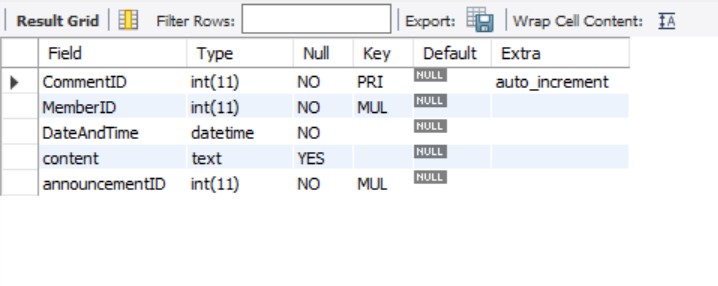 Result Grid Filter Rows: Export: Wrap Cell Content: IA
Field Type Null Key Default Extra
CommentID int(11) NO PRI NULL auto_increment
MemberID int(11) NO MUL NULL
DateAndTime datetime NO NULL
content text YES NULL
announcementID int(11) NO MUL NULL